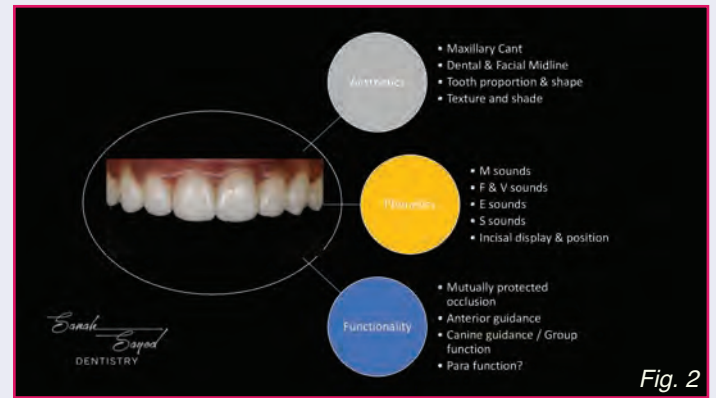 Aesthetics
• Maxillary Cant
• Dental & Facial Midline
• Tooth proportion & shape
• Texture and shade
Phonetics
• M sounds
• F & V sounds
• E sounds
• S sounds
• Incisal display & position
Functionality
• Mutually protected
occlusion
• Anterior guidance
• Canine guidance / Group
function
• Para function?
Sanah
Sayed
DENTISTRY
Fig. 2